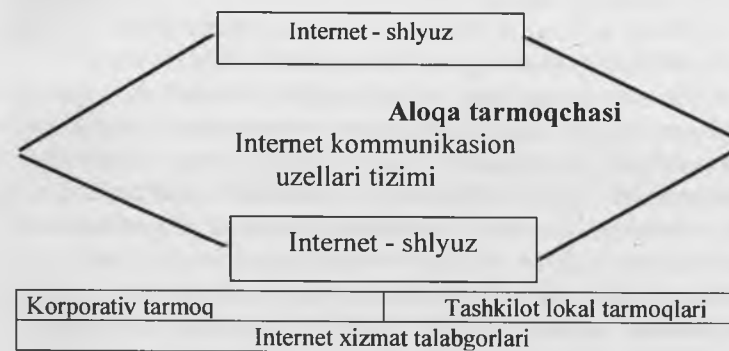 Internet - shlyuz
Aloqa tarmoqchasi
Internet kommunikasion
uzellari tizimi
Internet - shlyuz
Korporativ tarmoq
Tashkilot lokal tarmoqlari
Internet xizmat talabgorlari